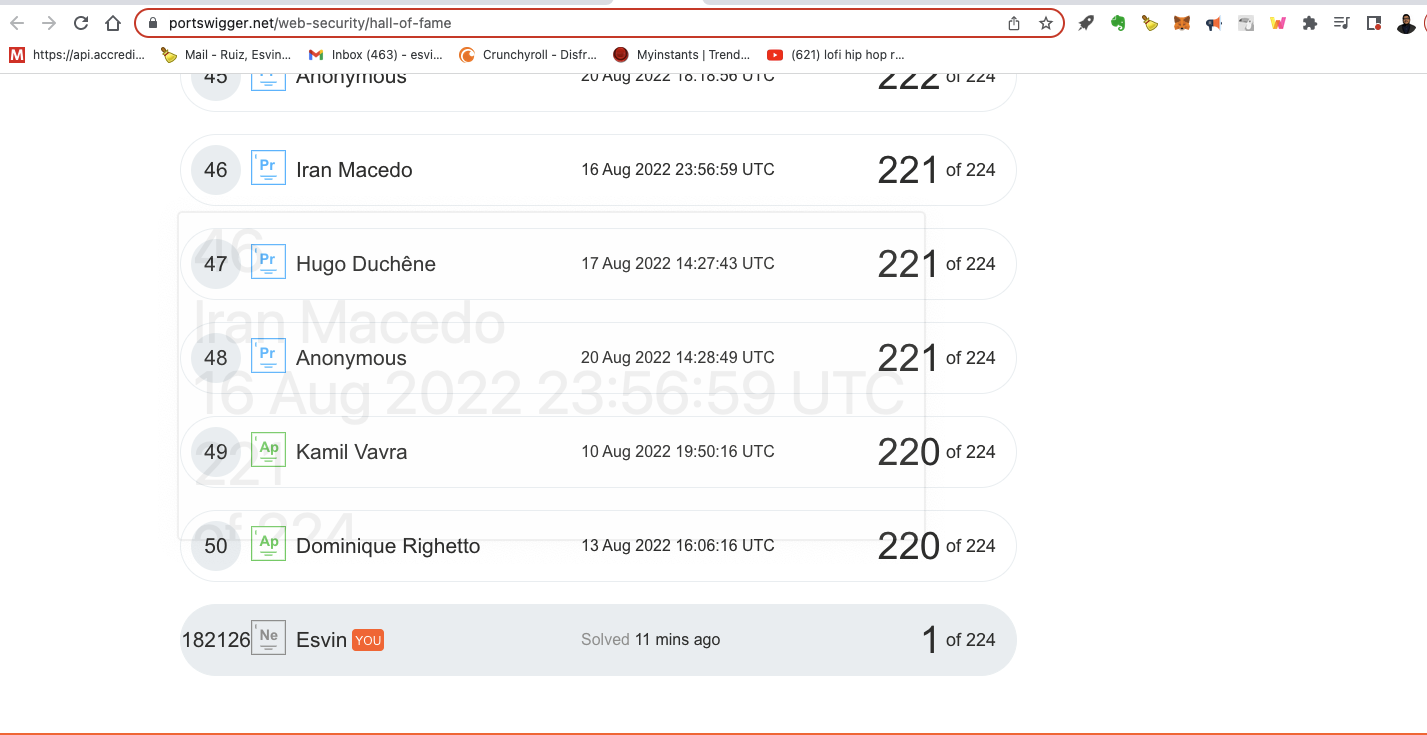 portswigger.net/web-security/hall-of-fame
https://api.accredi... Mail - Ruiz, Esvin... Inbox (463) - esvi... Crunchyroll - Disfr... Myinstants | Trend... (621) lofi hip hop r...
45 Pr Anonymous 20 Aug 2022 18:18:56 UTC 222 of 224
46 Pr Iran Macedo 16 Aug 2022 23:56:59 UTC 221 of 224
46
47 Pr Hugo Duchêne 17 Aug 2022 14:27:43 UTC 221 of 224
Iran Macedo
48 Pr Anonymous 20 Aug 2022 14:28:49 UTC 221 of 224
16 Aug 2022 23:56:59 UTC
49 Ap Kamil Vavra 10 Aug 2022 19:50:16 UTC 220 of 224
221
of 224
50 Ap Dominique Righetto 13 Aug 2022 16:06:16 UTC 220 of 224
182126 Ne Esvin YOU Solved 11 mins ago 1 of 224